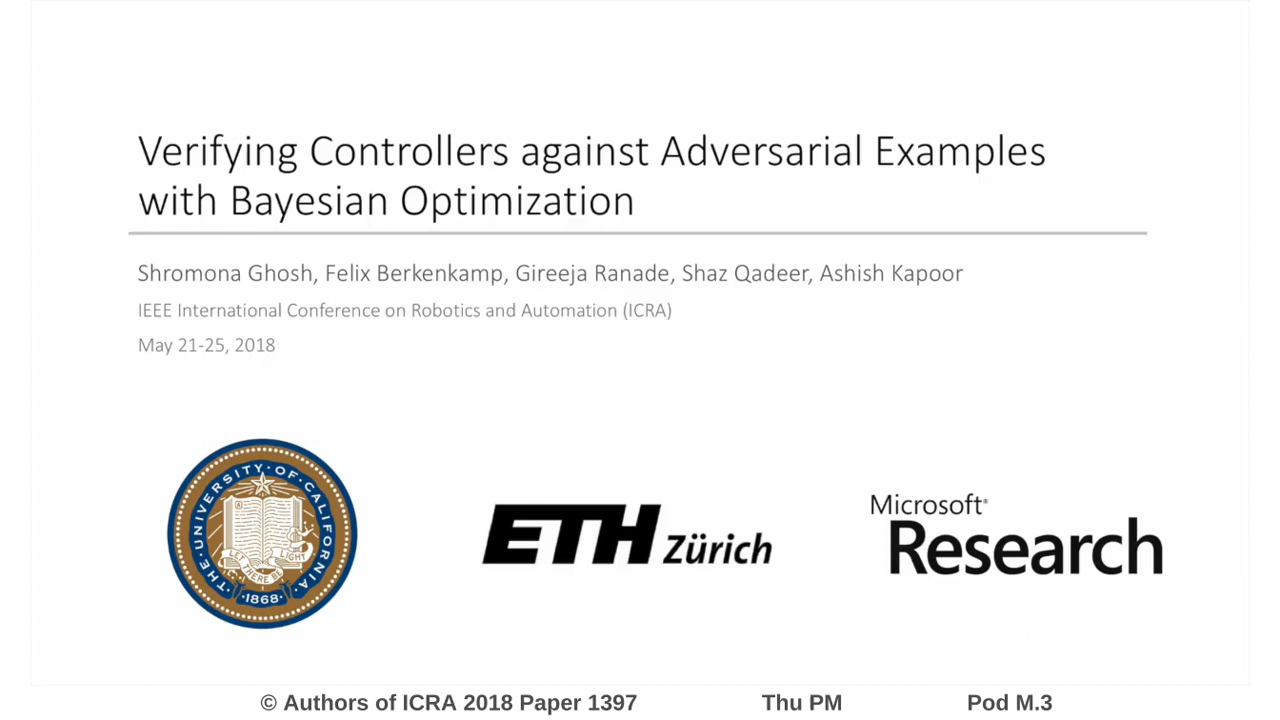 Verifying Controllers against Adversarial Examples
with Bayesian Optimization
Shromona Ghosh, Felix Berkenkamp, Gireeja Ranade, Shaz Qadeer, Ashish Kapoor
IEEE International Conference on Robotics and Automation (ICRA)
May 21-25, 2018
THE·UNIVERSITY·OF·CALIFORNIA·
LET THERE BE LIGHT
·1868·
ETH Zürich
Microsoft®
Research
© Authors of ICRA 2018 Paper 1397 Thu PM Pod M.3